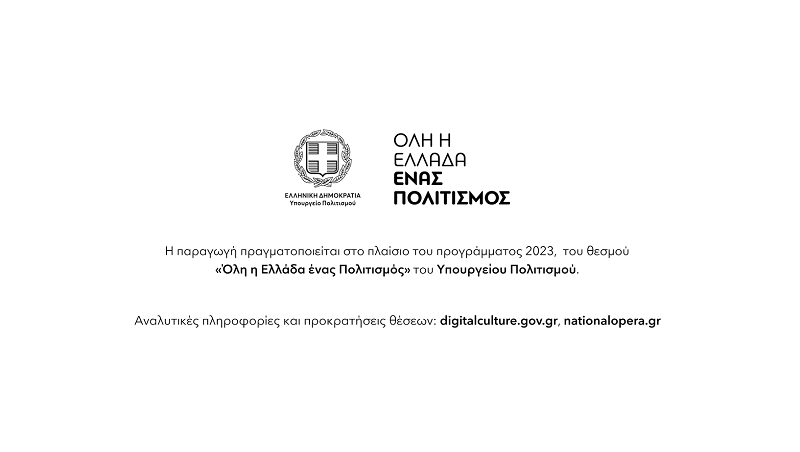 ΟΛΗ Η
ΕΛΛΑΔΑ
ΕΝΑΣ
ΠΟΛΙΤΙΣΜΟΣ
ΕΛΛΗΝΙΚΗ ΔΗΜΟΚΡΑΤΙΑ
Υπουργείο Πολιτισμού
Η παραγωγή πραγματοποιείται στο πλαίσιο του προγράμματος 2023, του θεσμού
«Όλη η Ελλάδα ένας Πολιτισμός» του Υπουργείου Πολιτισμού.
Αναλυτικές πληροφορίες και προκρατήσεις θέσεων: digitalculture.gov.gr, nationalopera.gr